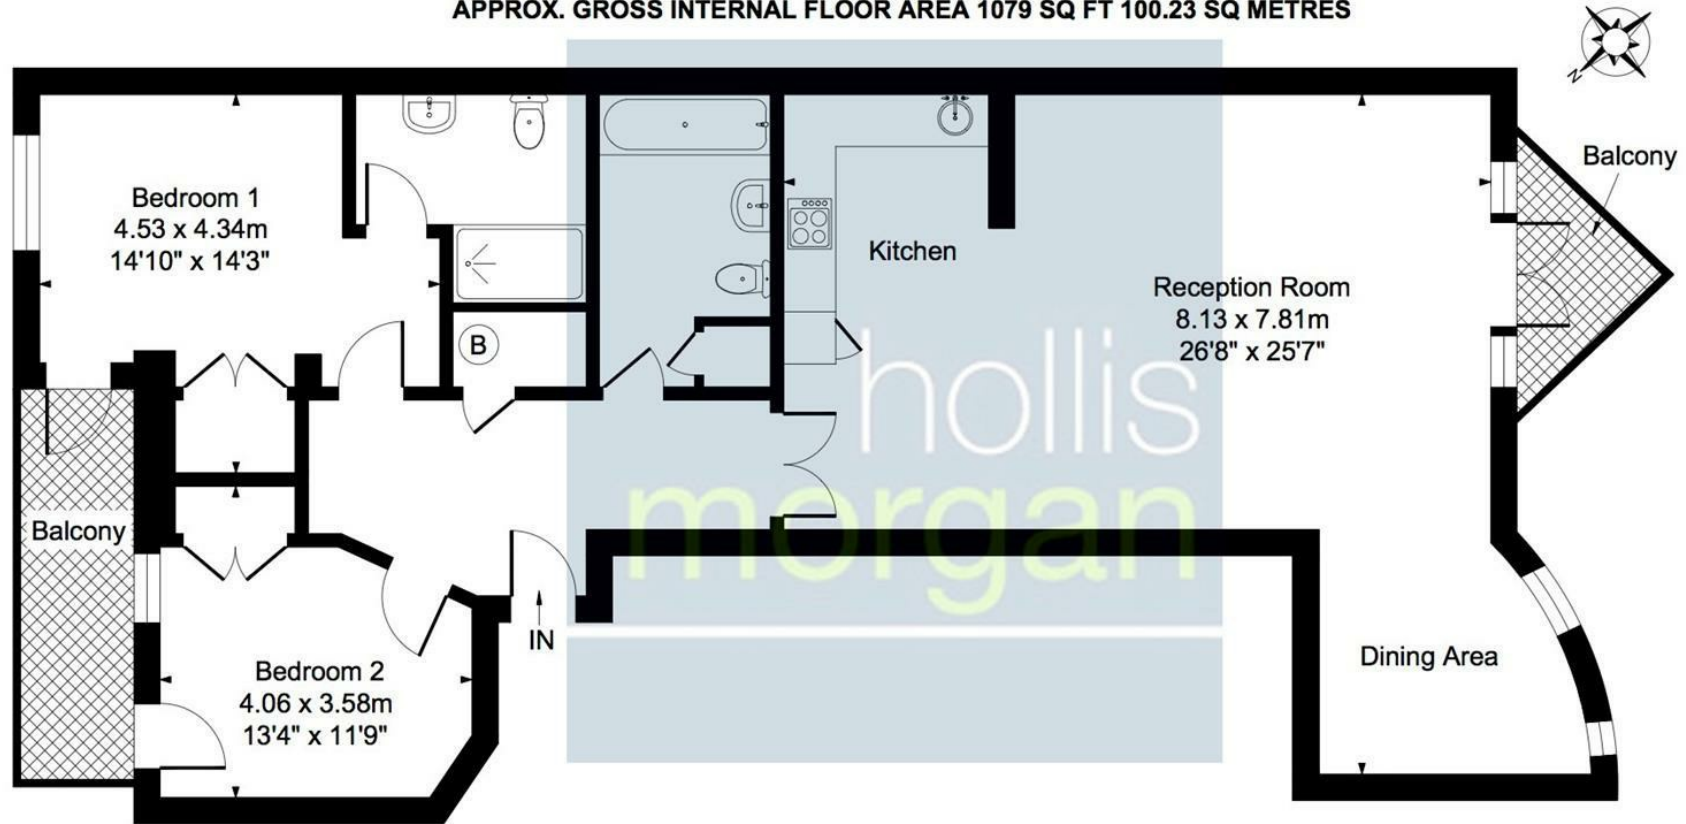 APPROX. GROSS INTERNAL FLOOR AREA 1079 SQ FT 100.23 SQ METRES
N
Balcony
Bedroom 1
4.53 x 4.34m
14'10" x 14'3"
Kitchen
Reception Room
8.13 x 7.81m
26'8" x 25'7"
B
hollis
morgan
Balcony
IN
Dining Area
Bedroom 2
4.06 x 3.58m
13'4" x 11'9"